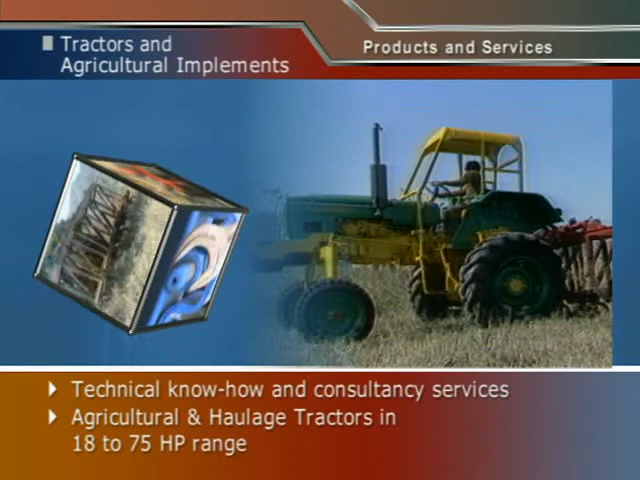 Tractors and
Agricultural Implements
Products and Services
Technical know-how and consultancy services
Agricultural & Haulage Tractors in
18 to 75 HP range